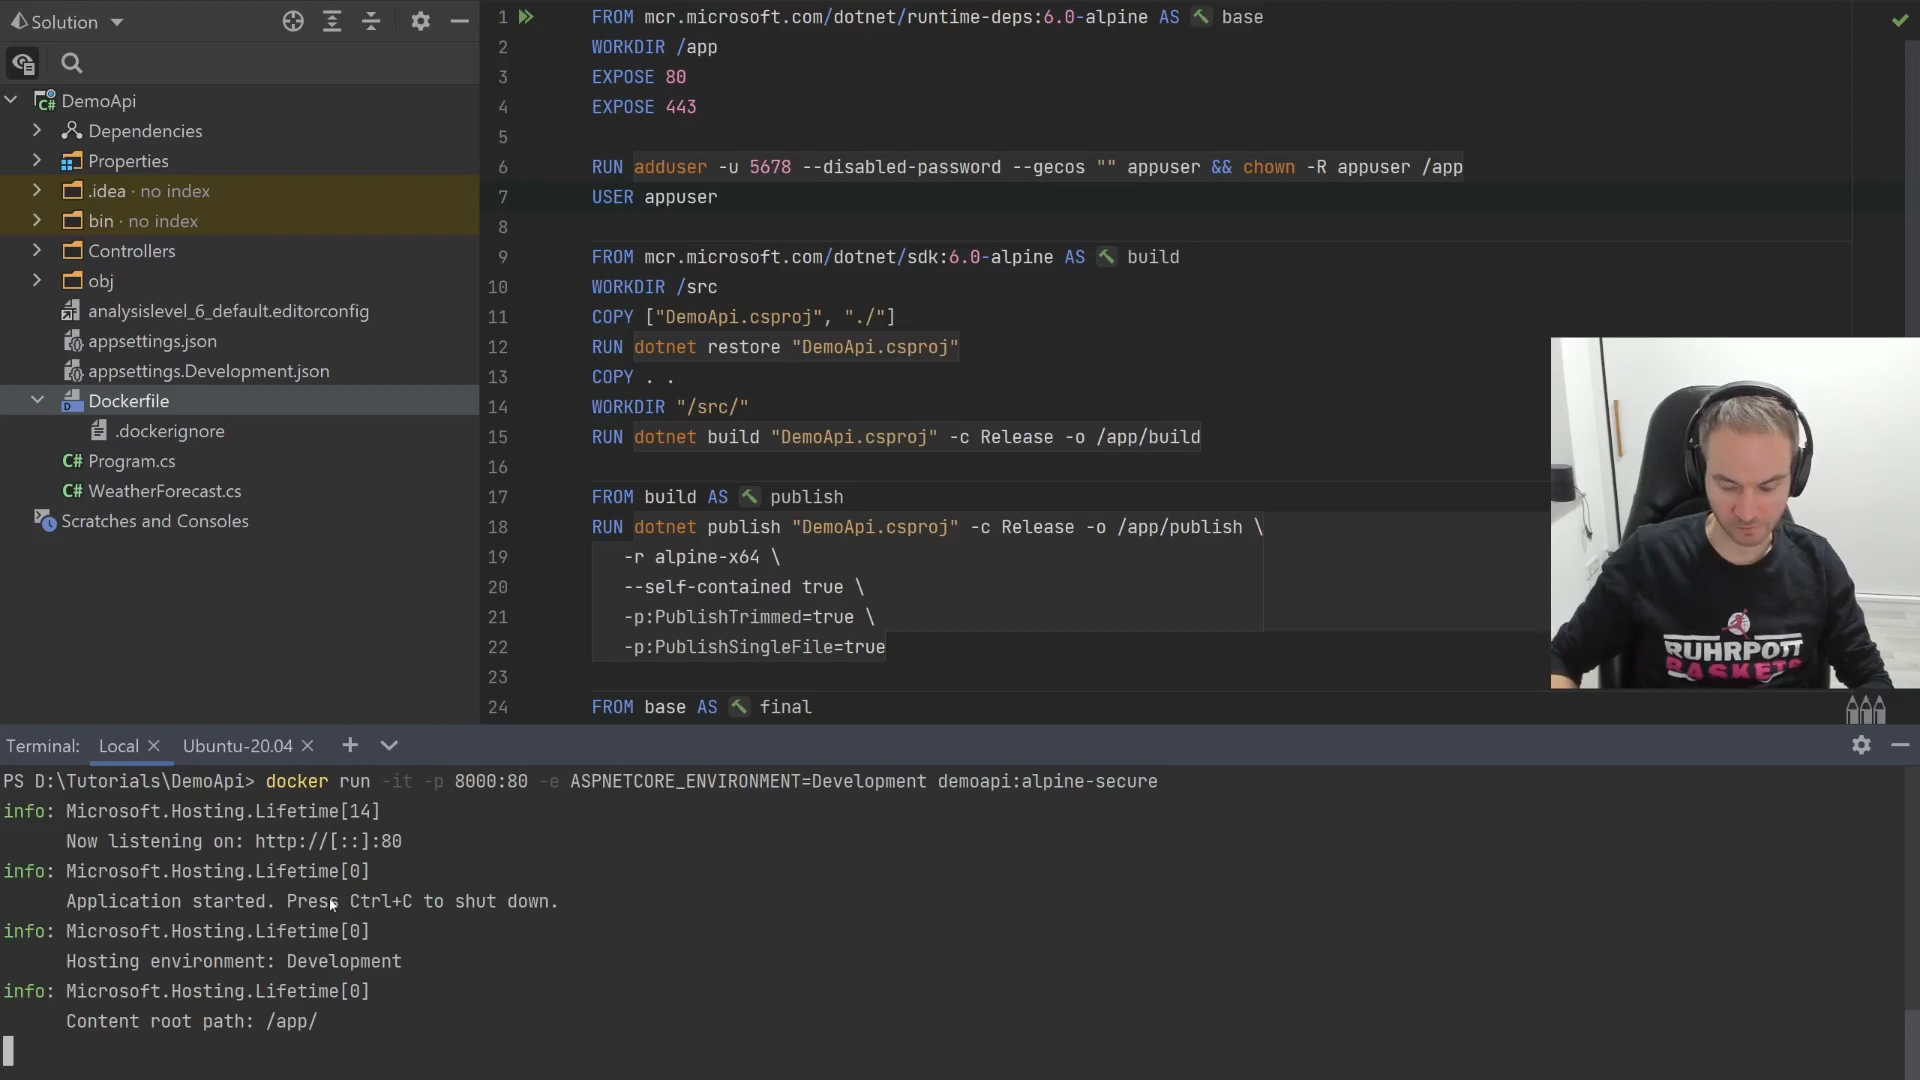 Solution
DemoApi
Dependencies
Properties
.idea · no index
bin · no index
Controllers
obj
analysislevel_6_default.editorconfig
appsettings.json
appsettings.Development.json
Dockerfile
.dockerignore
C# Program.cs
C# WeatherForecast.cs
Scratches and Consoles
1 FROM mcr.microsoft.com/dotnet/runtime-deps:6.0-alpine AS base
2 WORKDIR /app
3 EXPOSE 80
4 EXPOSE 443
5
6 RUN adduser -u 5678 --disabled-password --gecos "" appuser && chown -R appuser /app
7 USER appuser
8
9 FROM mcr.microsoft.com/dotnet/sdk:6.0-alpine AS build
10 WORKDIR /src
11 COPY ["DemoApi.csproj", "./"]
12 RUN dotnet restore "DemoApi.csproj"
13 COPY . .
14 WORKDIR "/src/"
15 RUN dotnet build "DemoApi.csproj" -c Release -o /app/build
16
17 FROM build AS publish
18 RUN dotnet publish "DemoApi.csproj" -c Release -o /app/publish \
19 -r alpine-x64 \
20 --self-contained true \
21 -p:PublishTrimmed=true \
22 -p:PublishSingleFile=true
23
24 FROM base AS final
RUHRPOTT
BASKETS
Terminal: Local Ubuntu-20.04
PS D:\Tutorials\DemoApi> docker run -it -p 8000:80 -e ASPNETCORE_ENVIRONMENT=Development demoapi:alpine-secure
info: Microsoft.Hosting.Lifetime[14]
Now listening on: http://[::]:80
info: Microsoft.Hosting.Lifetime[0]
Application started. Press Ctrl+C to shut down.
info: Microsoft.Hosting.Lifetime[0]
Hosting environment: Development
info: Microsoft.Hosting.Lifetime[0]
Content root path: /app/